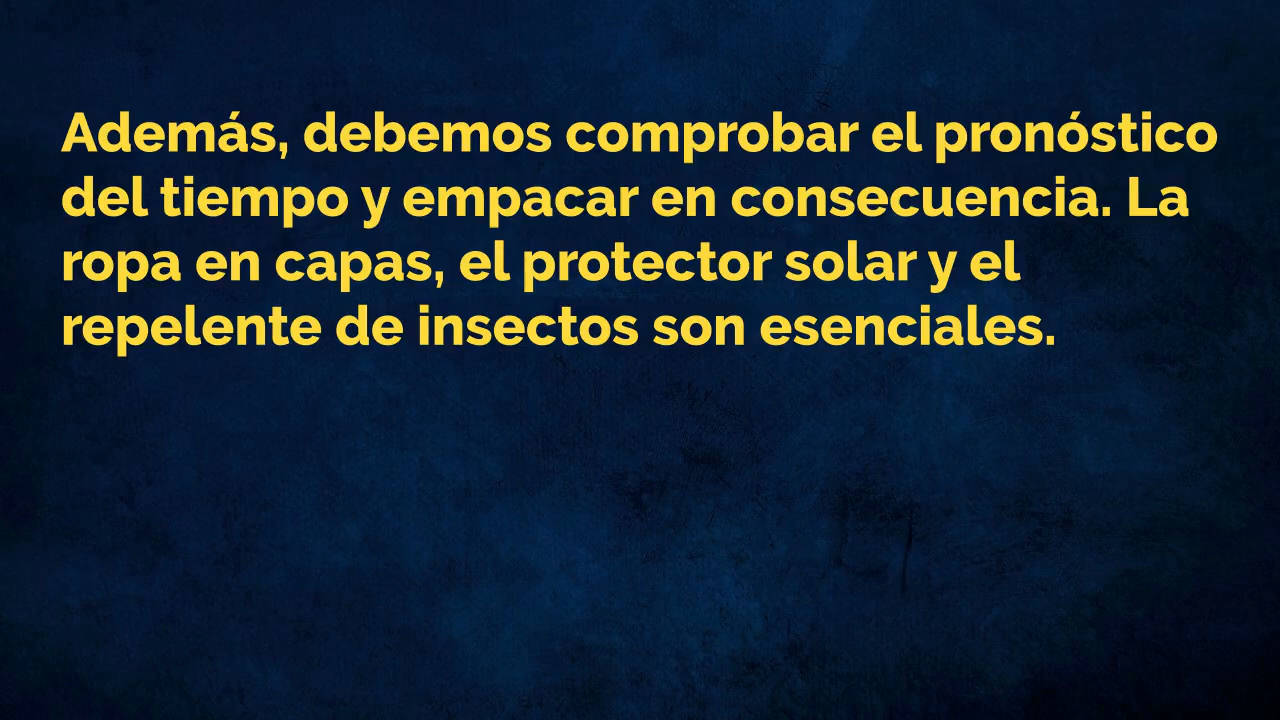 Además, debemos comprobar el pronóstico
del tiempo y empacar en consecuencia. La
ropa en capas, el protector solar y el
repelente de insectos son esenciales.